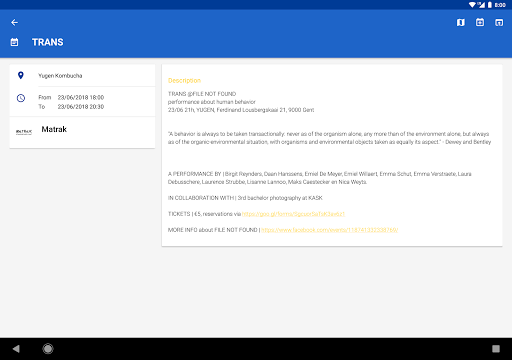 8:00
TRANS
Yugen Kombucha
From 23/06/2018 18:00
To 23/06/2018 20:30
Matrak
Description
TRANS @FILE NOT FOUND
performance about human behavior
23/06 21h, YUGEN, Ferdinand Lousbergskaai 21, 9000 Gent
"A behavior is always to be taken transactionally: never as of the organism alone, any more than of the environment alone, but always
as of the organic-environmental situation, with organisms and environmental objects taken as equally its aspect." - Dewey and Bentley
A PERFORMANCE BY | Birgit Reynders, Daan Hanssens, Emiel De Meyer, Emiel Willaert, Emma Schut, Emma Verstraete, Laura
Debusschere, Laurence Strubbe, Lisanne Lannoo, Mako Caestecker en Nica Weyts.
IN COLLABORATION WITH | 3rd bachelor photography at KASK
TICKETS | €5, reservations via
MORE INFO about FILE NOT FOUND |